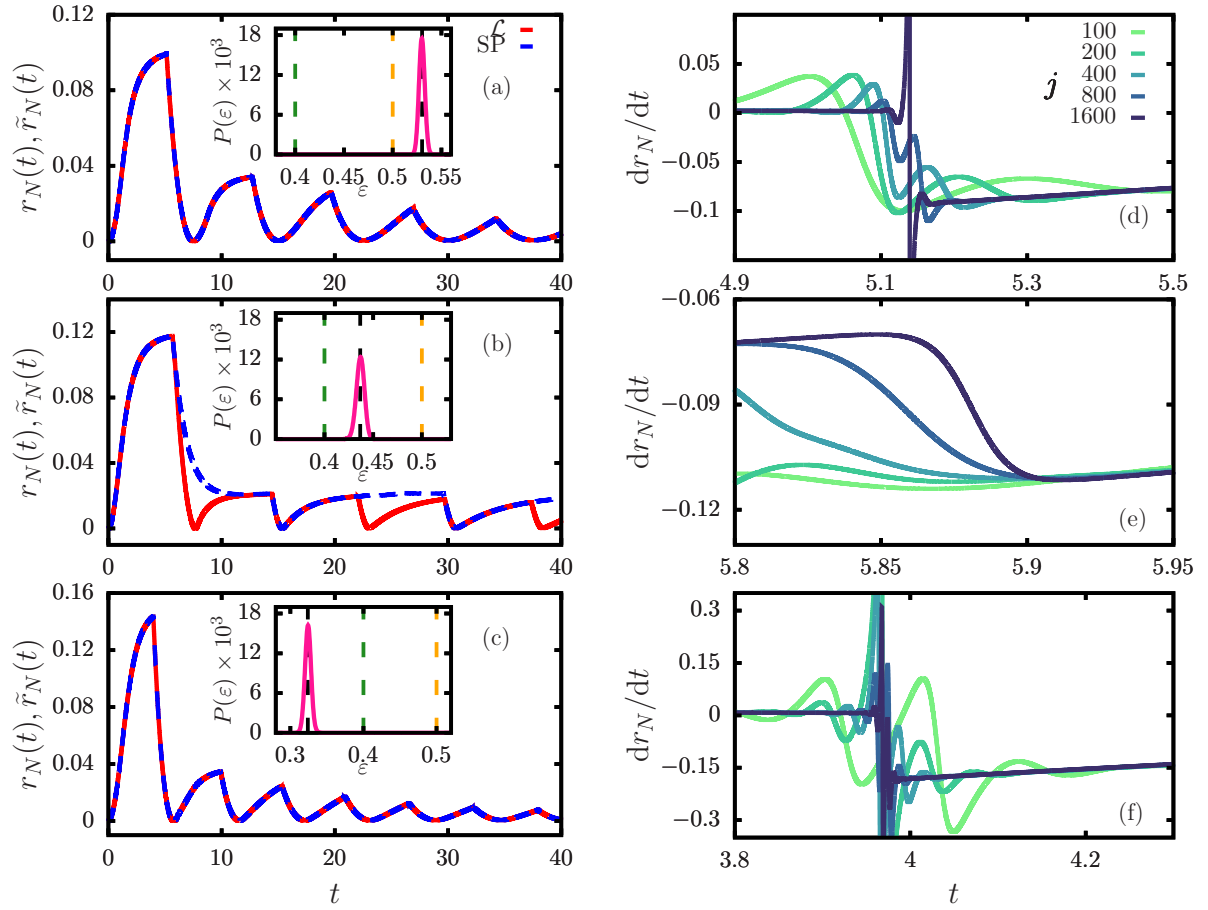 r_N(t), r̃_N(t)
0.12
0.08
0.04
0
0 10 20 30 40
P(ε) × 10³
18
12
6
0
0.4 0.45 0.5 0.55
ε
ℒ
SP
(a)
r_N(t), r̃_N(t)
0.12
0.08
0.04
0
0 10 20 30 40
P(ε) × 10³
18
12
6
0
0.4 0.45 0.5
ε
(b)
r_N(t), r̃_N(t)
0.16
0.12
0.08
0.04
0
0 10 20 30 40
t
P(ε) × 10³
18
12
6
0
0.3 0.4 0.5
ε
(c)
dr_N/dt
0.05
0
−0.05
−0.1
4.9 5.1 5.3 5.5
j
100
200
400
800
1600
(d)
dr_N/dt
−0.06
−0.09
−0.12
5.8 5.85 5.9 5.95
(e)
dr_N/dt
0.3
0.15
0
−0.15
−0.3
3.8 4 4.2
t
(f)